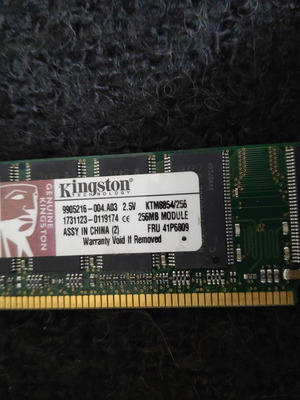 GENUINE
KINGSTON
Kingston
TECHNOLOGY
9905216-004.A03 2.5V KTM8854/256
1731123-0119174 CE 256MB MODULE
ASSY IN CHINA (2) FRU 41P6809
Warranty Void If Removed